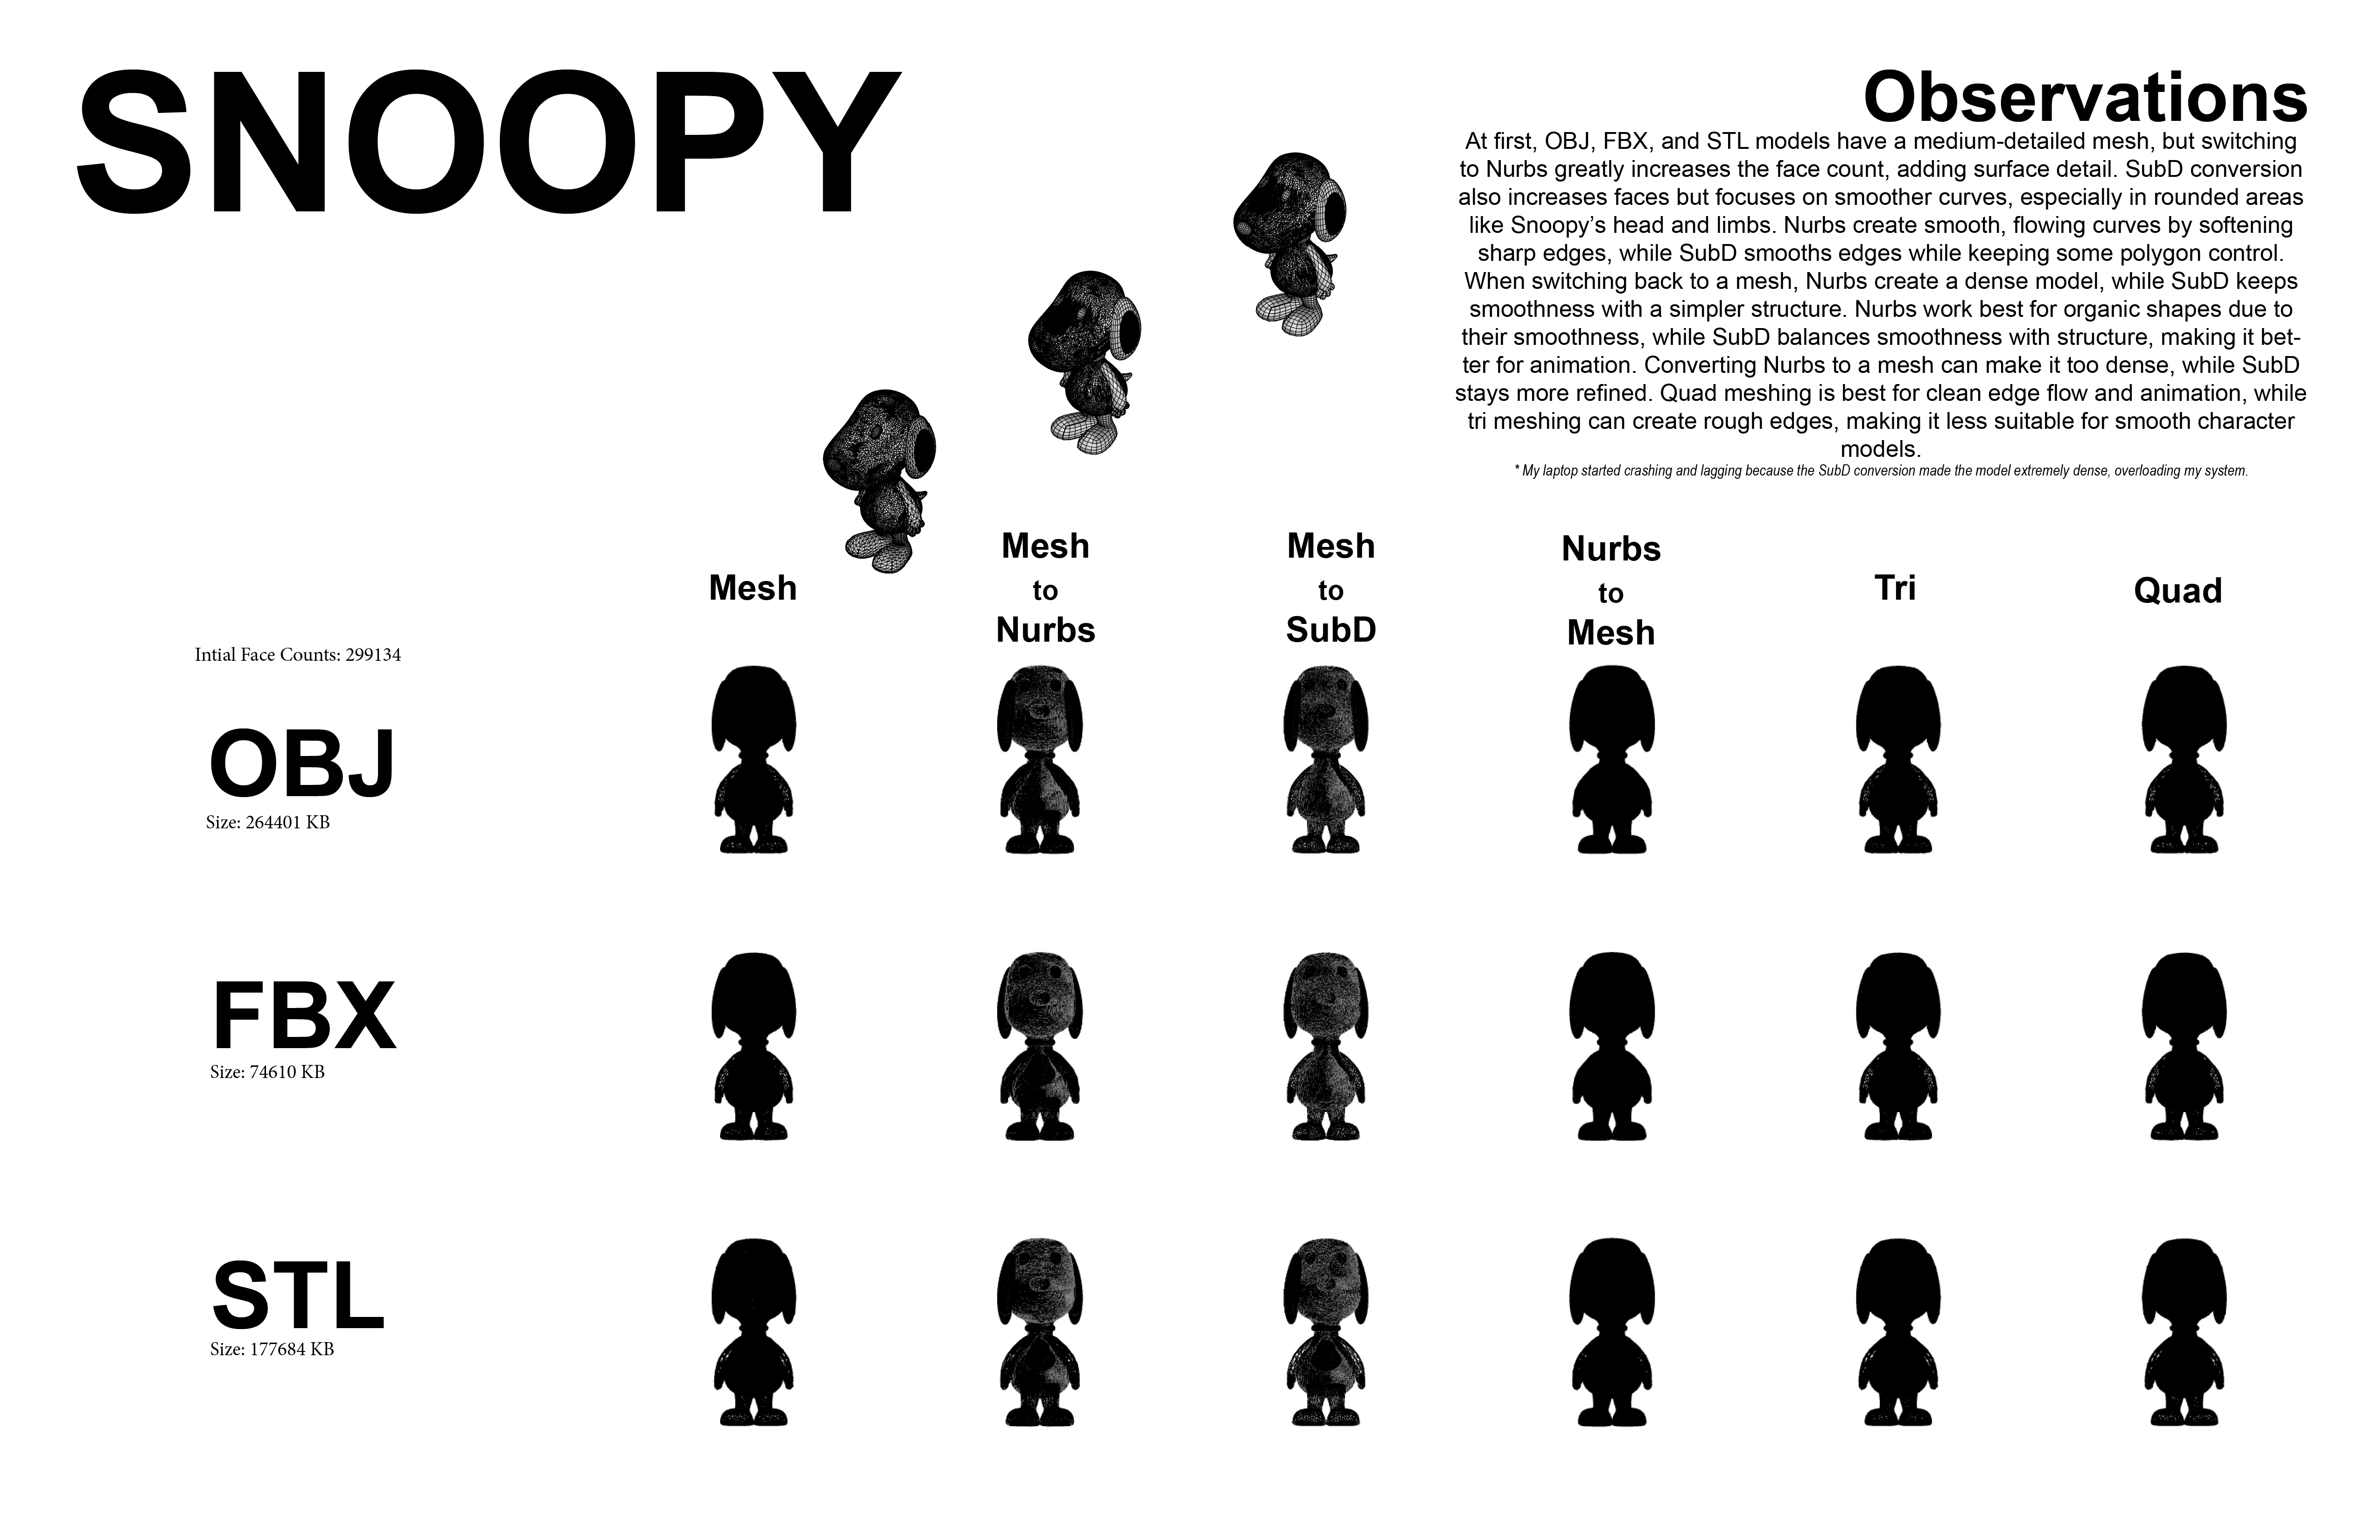 SNOOPY
Observations
At first, OBJ, FBX, and STL models have a medium-detailed mesh, but switching
to Nurbs greatly increases the face count, adding surface detail. SubD conversion
also increases faces but focuses on smoother curves, especially in rounded areas
like Snoopy’s head and limbs. Nurbs create smooth, flowing curves by softening
sharp edges, while SubD smooths edges while keeping some polygon control.
When switching back to a mesh, Nurbs create a dense model, while SubD keeps
smoothness with a simpler structure. Nurbs work best for organic shapes due to
their smoothness, while SubD balances smoothness with structure, making it bet-
ter for animation. Converting Nurbs to a mesh can make it too dense, while SubD
stays more refined. Quad meshing is best for clean edge flow and animation, while
tri meshing can create rough edges, making it less suitable for smooth character
models.
* My laptop started crashing and lagging because the SubD conversion made the model extremely dense, overloading my system.
Mesh
Mesh
to
Nurbs
Mesh
to
SubD
Nurbs
to
Mesh
Tri
Quad
Intial Face Counts: 299134
OBJ
Size: 264401 KB
FBX
Size: 74610 KB
STL
Size: 177684 KB